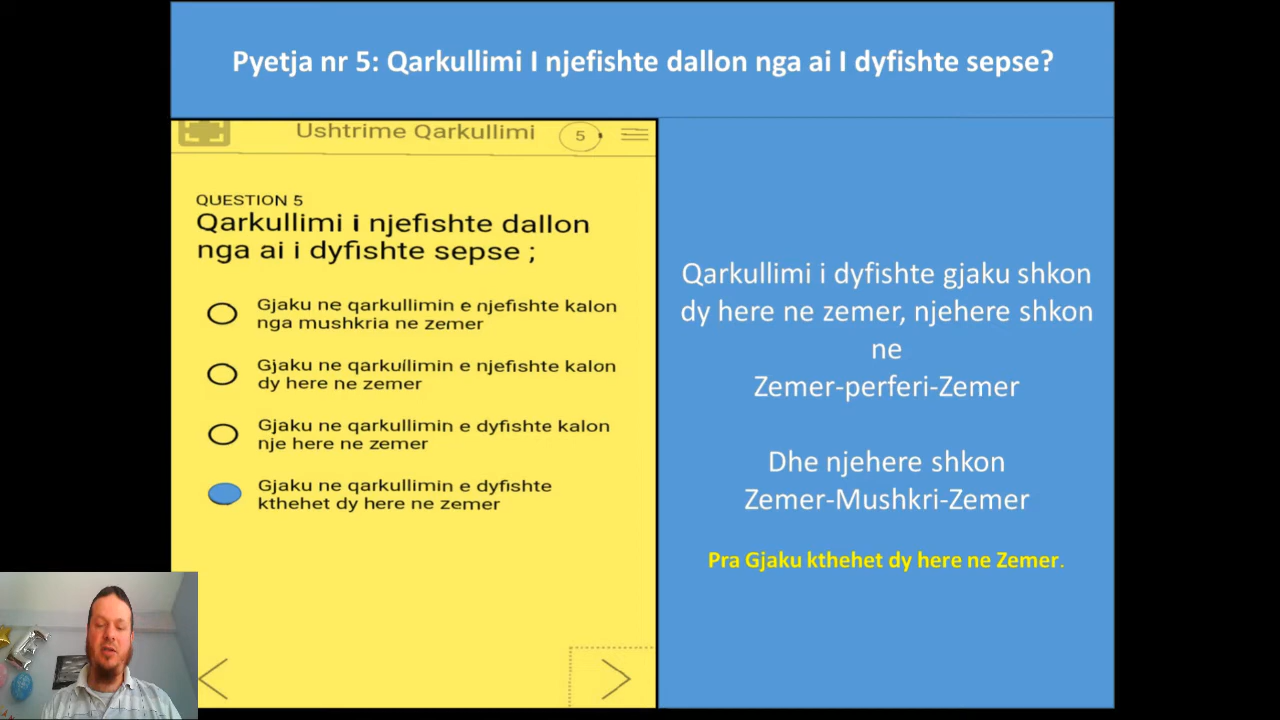 Pyetja nr 5: Qarkullimi I njefishte dallon nga ai I dyfishte sepse?
Ushtrime Qarkullimi
5
QUESTION 5
Qarkullimi i njefishte dallon
nga ai i dyfishte sepse ;
Gjaku ne qarkullimin e njefishte kalon
nga mushkria ne zemer
Gjaku ne qarkullimin e njefishte kalon
dy here ne zemer
Gjaku ne qarkullimin e dyfishte kalon
nje here ne zemer
Gjaku ne qarkullimin e dyfishte
kthehet dy here ne zemer
Qarkullimi i dyfishte gjaku shkon
dy here ne zemer, njehere shkon
ne
Zemer-perferi-Zemer
Dhe njehere shkon
Zemer-Mushkri-Zemer
Pra Gjaku kthehet dy here ne Zemer.